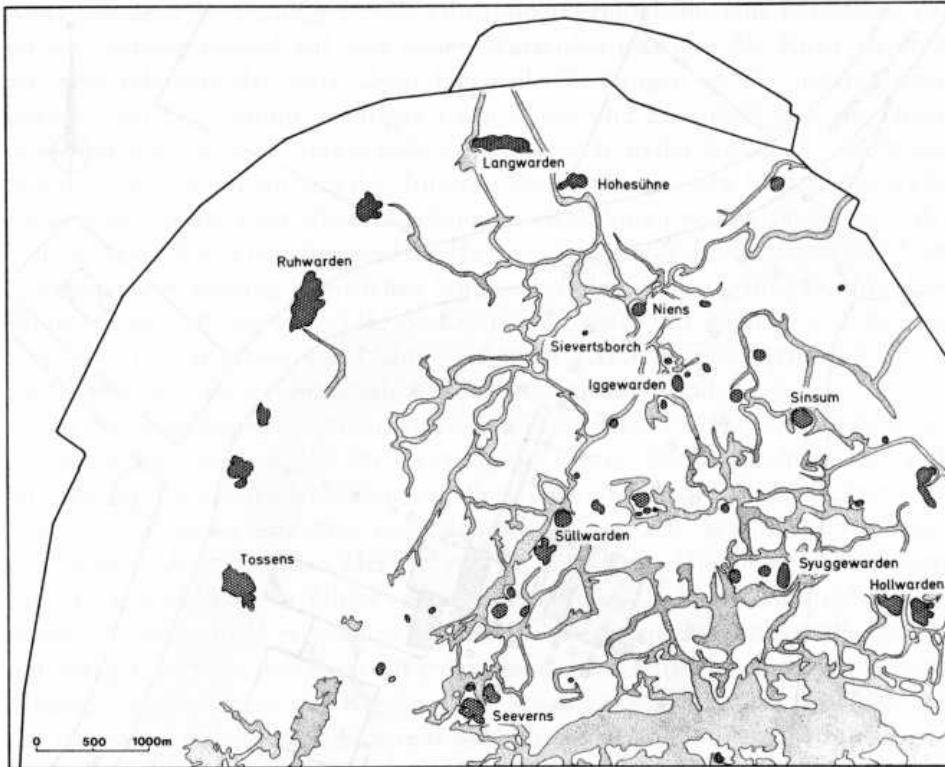 Langwarden
Hohesühne
Ruhwarden
Niens
Sievertsborch
Iggewarden
Sinsum
Süllwarden
Syuggewarden
Tossens
Hollwarden
Seeverns
0 500 1000m